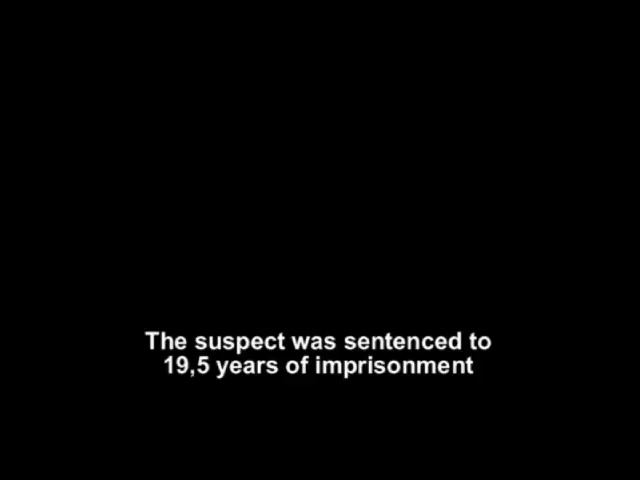 The suspect was sentenced to
19,5 years of imprisonment